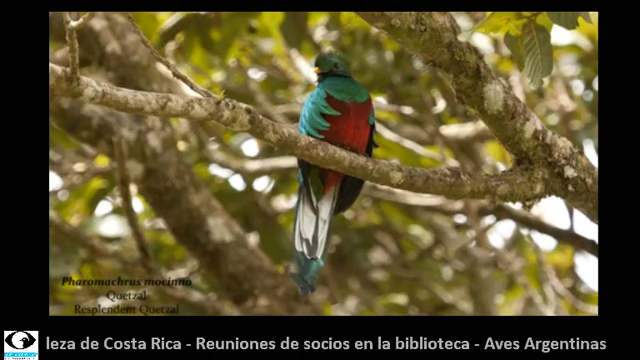 Pharomachrus mocinno
Quetzal
Resplendent Quetzal
leza de Costa Rica - Reuniones de socios en la biblioteca - Aves Argentinas